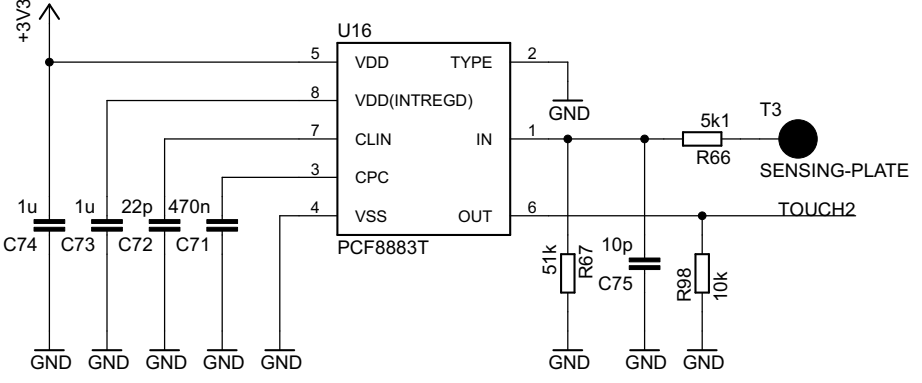 +3V3
U16
5 VDD TYPE 2
8 VDD(INTREGD)
GND
T3
7 CLIN IN 1
5k1
R66
SENSING-PLATE
3 CPC
4 VSS OUT 6
TOUCH2
1u 1u 22p 470n
C74 C73 C72 C71
PCF8883T
51k R67
10p
C75
R98 10k
GND GND GND GND GND GND GND GND